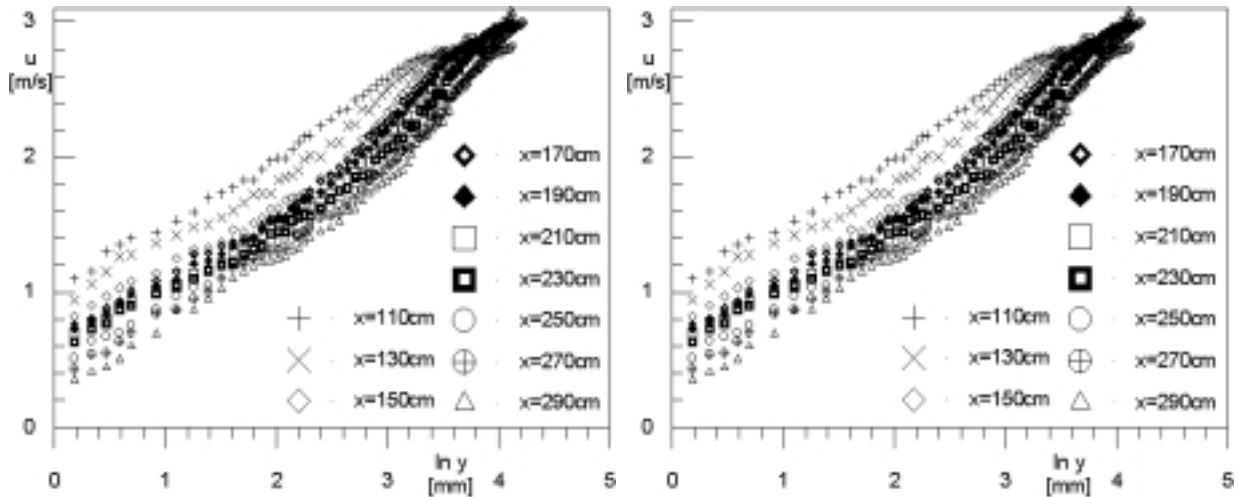 3
u
[m/s]
2
1
0
x=170cm
x=190cm
x=210cm
x=230cm
x=250cm
x=270cm
x=290cm
x=110cm
x=130cm
x=150cm
0 1 2 3 4 5
ln y
[mm]
3
u
[m/s]
2
1
0
x=170cm
x=190cm
x=210cm
x=230cm
x=250cm
x=270cm
x=290cm
x=110cm
x=130cm
x=150cm
0 1 2 3 4 5
ln y
[mm]